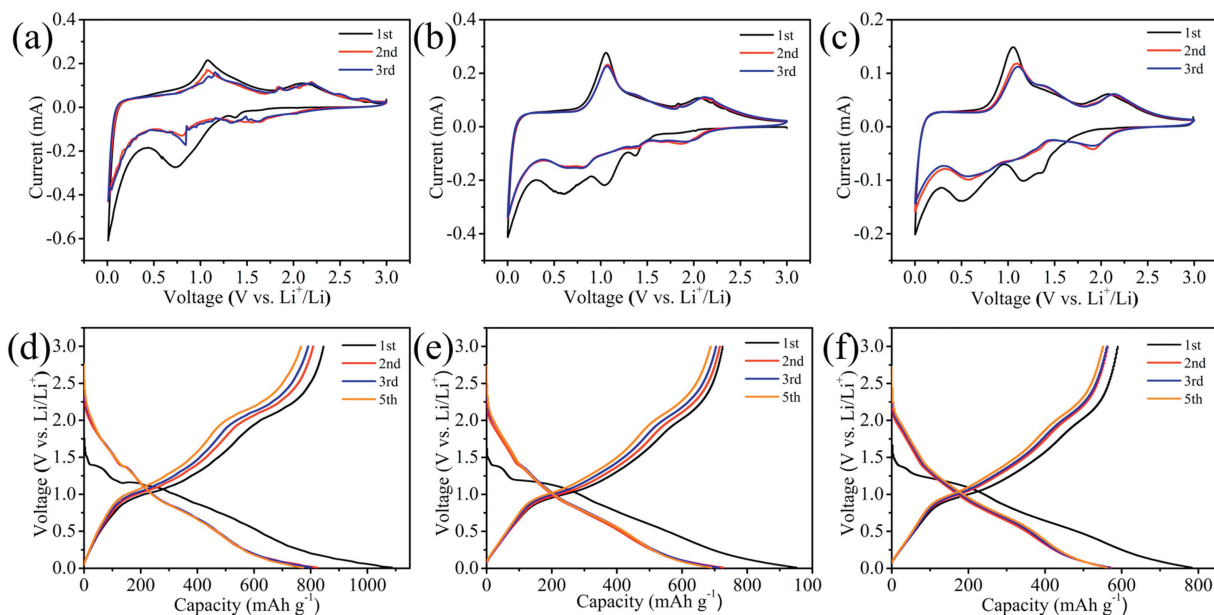 (a)
0.4
0.2
0.0
-0.2
-0.4
-0.6
Current (mA)
1st
2nd
3rd
0.0 0.5 1.0 1.5 2.0 2.5 3.0
Voltage (V vs. Li⁺/Li)
(b)
0.4
0.2
0.0
-0.2
-0.4
Current (mA)
1st
2nd
3rd
0.0 0.5 1.0 1.5 2.0 2.5 3.0
Voltage (V vs. Li⁺/Li)
(c)
0.2
0.1
0.0
-0.1
-0.2
Current (mA)
1st
2nd
3rd
0.0 0.5 1.0 1.5 2.0 2.5 3.0
Voltage (V vs. Li⁺/Li)
(d)
3.0
2.5
2.0
1.5
1.0
0.5
0.0
Voltage (V vs. Li/Li⁺)
1st
2nd
3rd
5th
0 200 400 600 800 1000
Capacity (mAh g⁻¹)
(e)
3.0
2.5
2.0
1.5
1.0
0.5
0.0
Voltage (V vs. Li/Li⁺)
1st
2nd
3rd
5th
0 200 400 600 800 100
Capacity (mAh g⁻¹)
(f)
3.0
2.5
2.0
1.5
1.0
0.5
0.0
Voltage (V vs. Li/Li⁺)
1st
2nd
3rd
5th
0 200 400 600 800
Capacity (mAh g⁻¹)